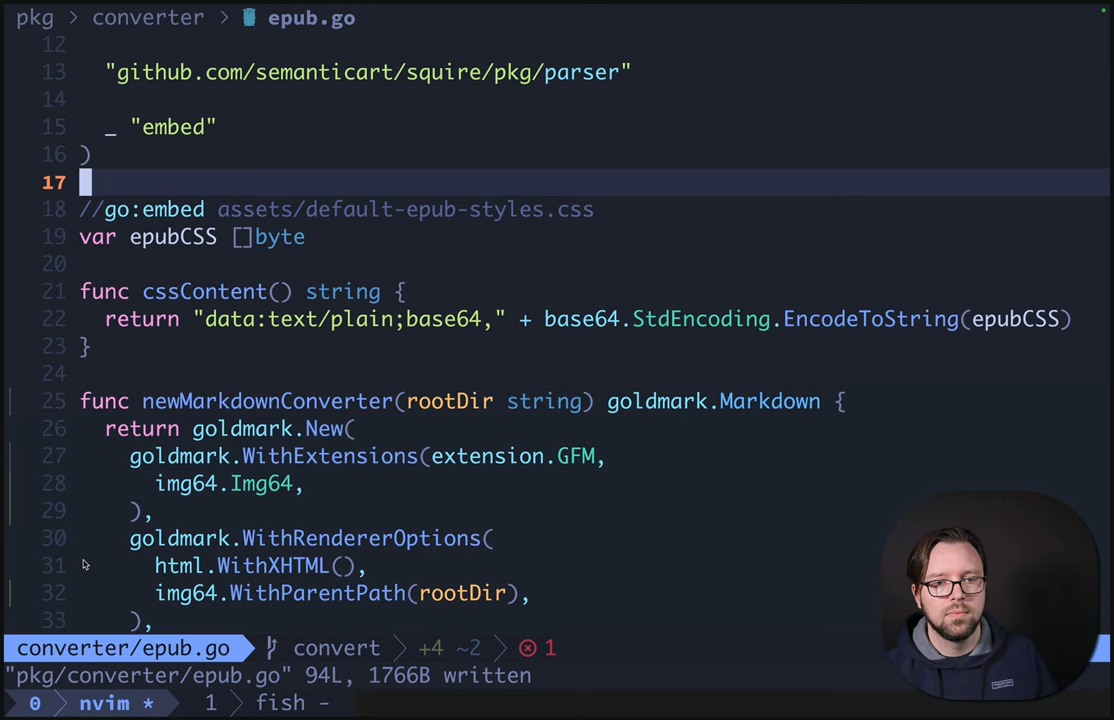 pkg > converter > epub.go
12
13 "github.com/semanticart/squire/pkg/parser"
14
15 _ "embed"
16 )
17
18 //go:embed assets/default-epub-styles.css
19 var epubCSS []byte
20
21 func cssContent() string {
22 return "data:text/plain;base64," + base64.StdEncoding.EncodeToString(epubCSS)
23 }
24
25 func newMarkdownConverter(rootDir string) goldmark.Markdown {
26 return goldmark.New(
27 goldmark.WithExtensions(extension.GFM,
28 img64.Img64,
29 ),
30 goldmark.WithRendererOptions(
31 html.WithXHTML(),
32 img64.WithParentPath(rootDir),
33 ),
converter/epub.go convert +4 ~2 1
"pkg/converter/epub.go" 94L, 1766B written
0 nvim * 1 fish -